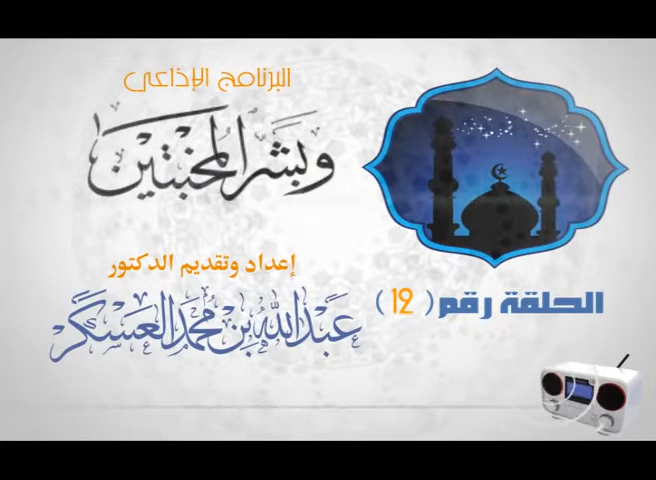 البرنامج الإذاعي
وبشر المخبتين
إعداد وتقديم الدكتور
عبدالله بن محمد العسكر
الحلقة رقم ( 12 )